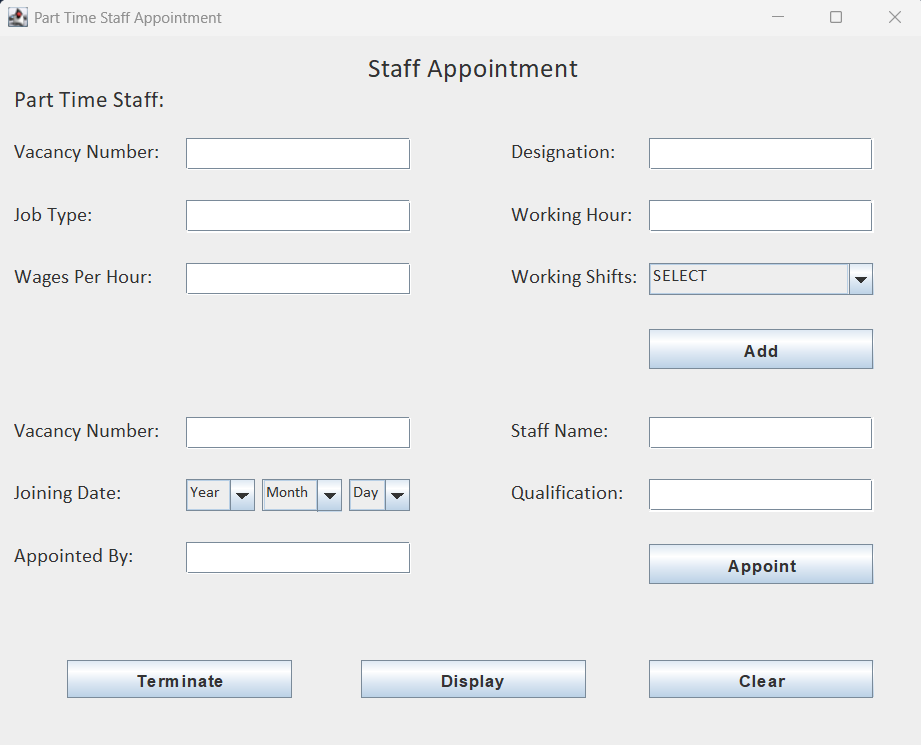 Part Time Staff Appointment
Staff Appointment
Part Time Staff:
Vacancy Number: Designation:
Job Type: Working Hour:
Wages Per Hour: Working Shifts: SELECT
Add
Vacancy Number: Staff Name:
Joining Date: Year Month Day Qualification:
Appointed By: Appoint
Terminate Display Clear